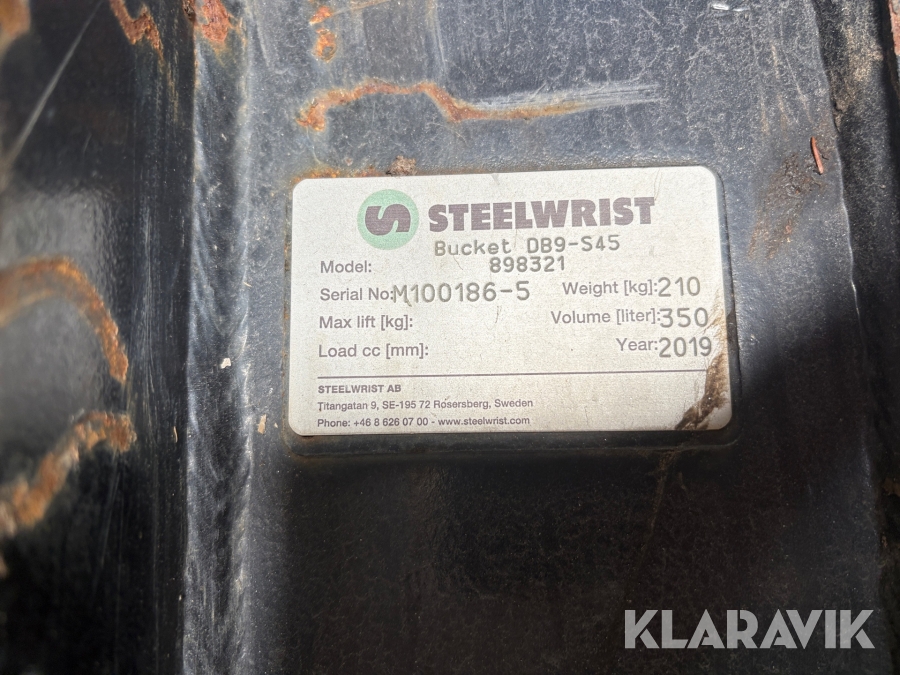 STEELWRIST
Bucket DB9-S45
Model: 898321
Serial No: M100186-5 Weight [kg]: 210
Max lift [kg]: Volume [liter]: 350
Load cc [mm]: Year: 2019
STEELWRIST AB
Titangatan 9, SE-195 72 Rosersberg, Sweden
Phone: +46 8 626 07 00 - www.steelwrist.com
KLARAVIK